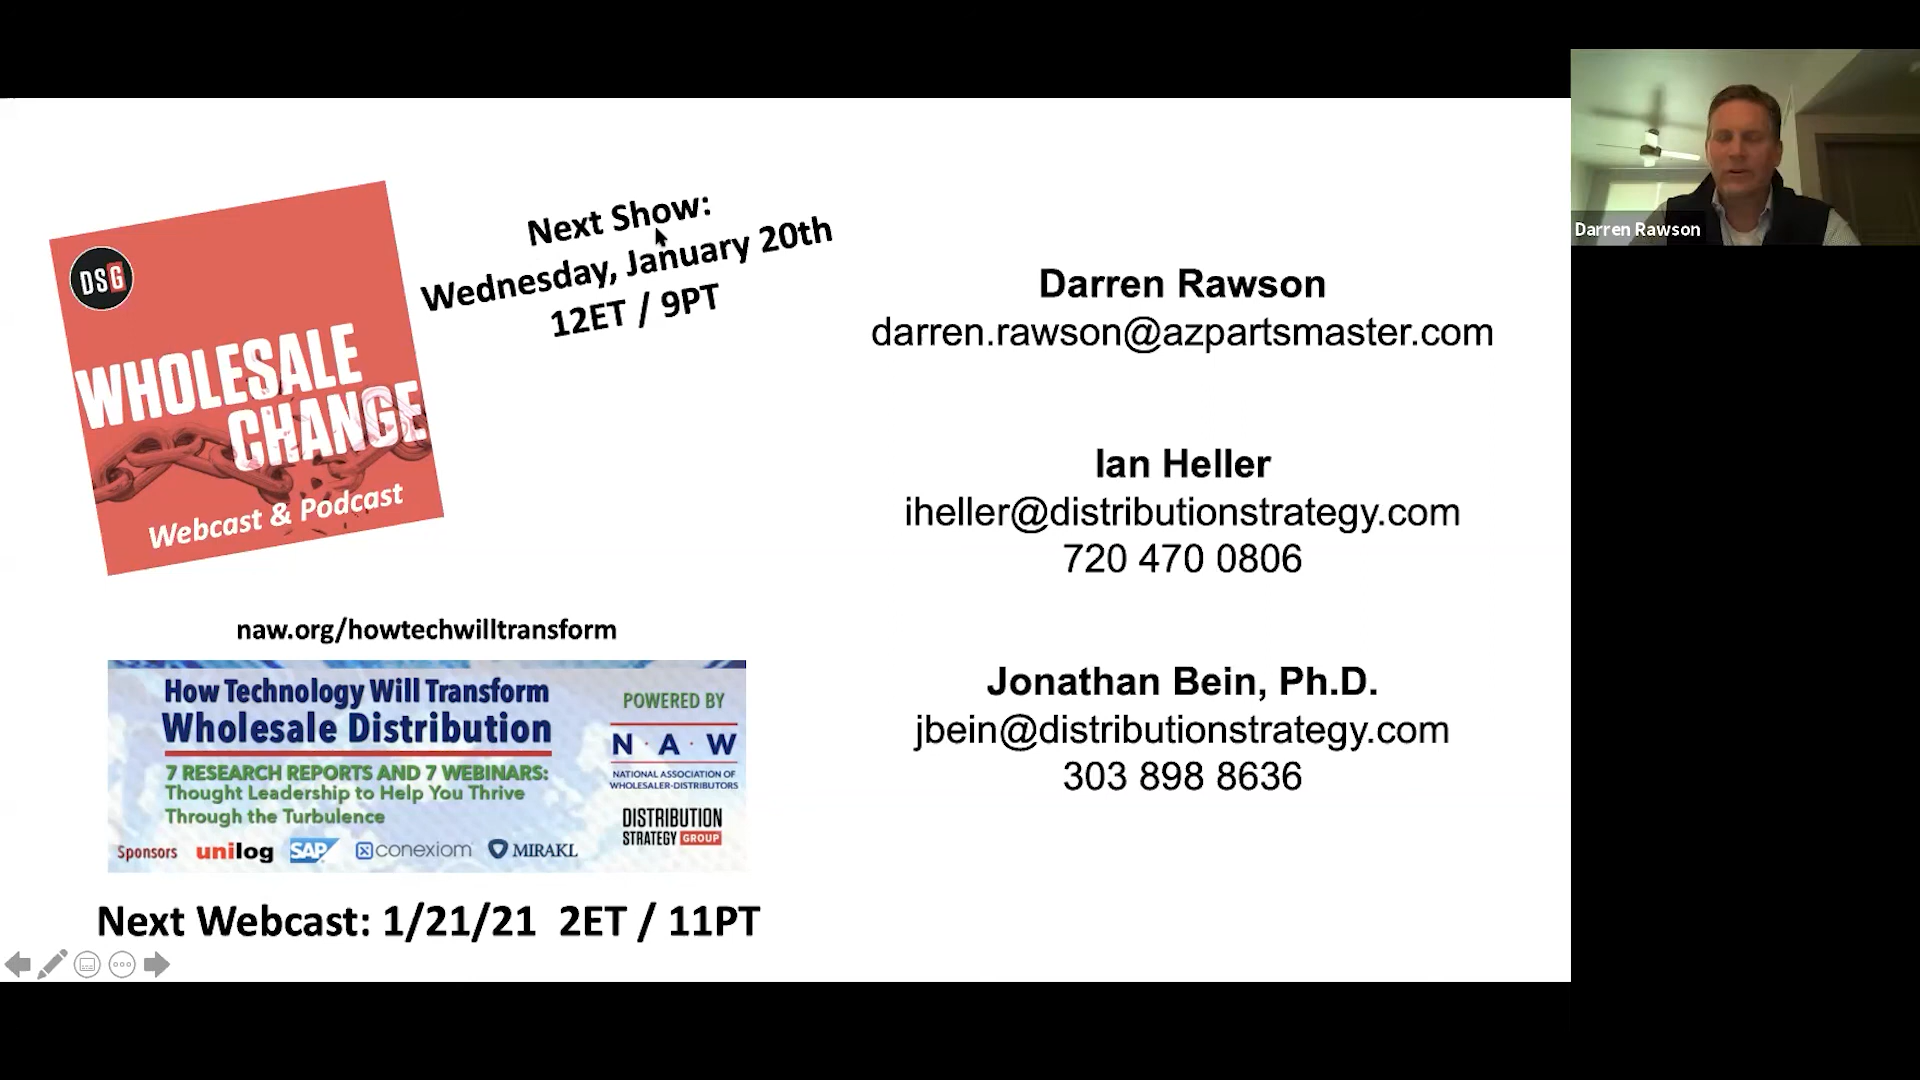 DSG
WHOLESALE
CHANGE
Webcast & Podcast
Next Show:
Wednesday, January 20th
12ET / 9PT
naw.org/howtechwilltransform
How Technology Will Transform
Wholesale Distribution
7 RESEARCH REPORTS AND 7 WEBINARS:
Thought Leadership to Help You Thrive
Through the Turbulence
Sponsors unilog SAP conexiom MIRAKL
POWERED BY
N·A·W
NATIONAL ASSOCIATION OF
WHOLESALER-DISTRIBUTORS
DISTRIBUTION
STRATEGY GROUP
Next Webcast: 1/21/21 2ET / 11PT
Darren Rawson
darren.rawson@azpartsmaster.com
Ian Heller
iheller@distributionstrategy.com
720 470 0806
Jonathan Bein, Ph.D.
jbein@distributionstrategy.com
303 898 8636
Darren Rawson